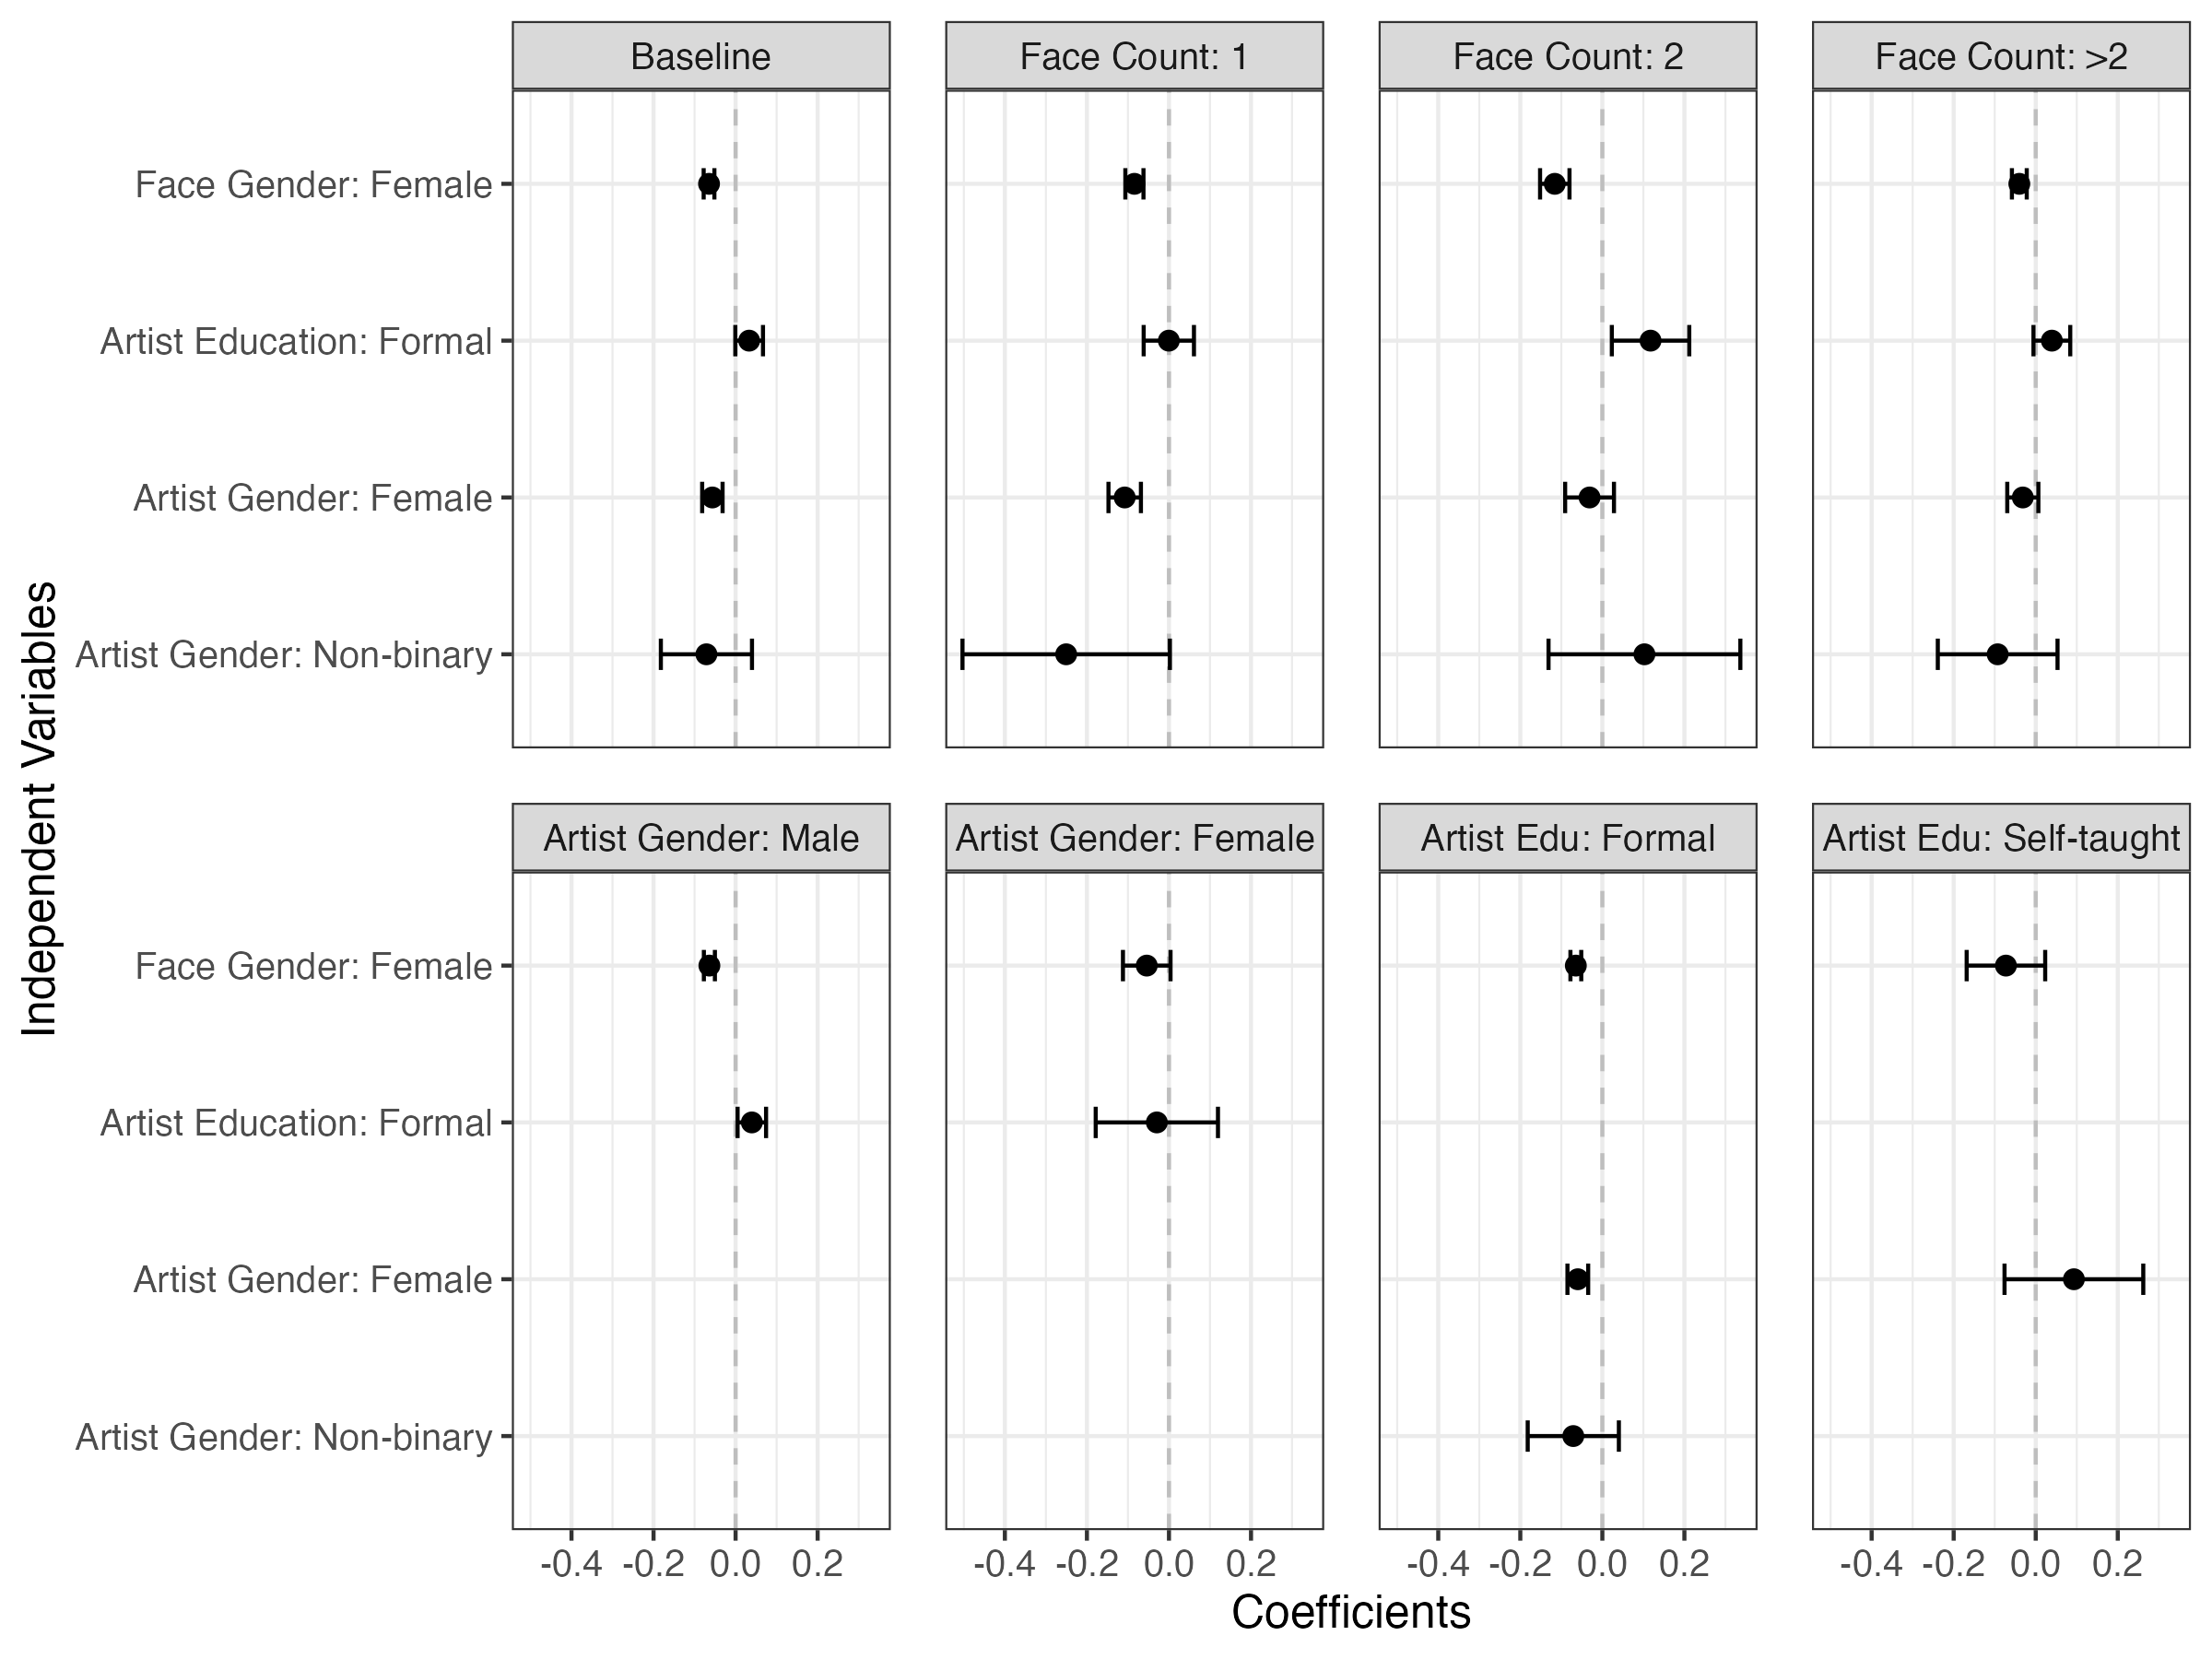 Baseline
Face Count: 1
Face Count: 2
Face Count: >2
Face Gender: Female
Artist Education: Formal
Artist Gender: Female
Artist Gender: Non-binary
Independent Variables
Artist Gender: Male
Artist Gender: Female
Artist Edu: Formal
Artist Edu: Self-taught
Face Gender: Female
Artist Education: Formal
Artist Gender: Female
Artist Gender: Non-binary
-0.4 -0.2 0.0 0.2
-0.4 -0.2 0.0 0.2
-0.4 -0.2 0.0 0.2
-0.4 -0.2 0.0 0.2
Coefficients